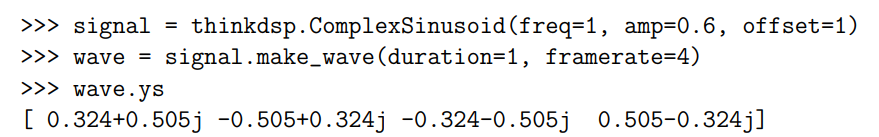 >>> signal = thinkdsp.ComplexSinusoid(freq=1, amp=0.6, offset=1)
>>> wave = signal.make_wave(duration=1, framerate=4)
>>> wave.ys
[ 0.324+0.505j -0.505+0.324j -0.324-0.505j  0.505-0.324j]